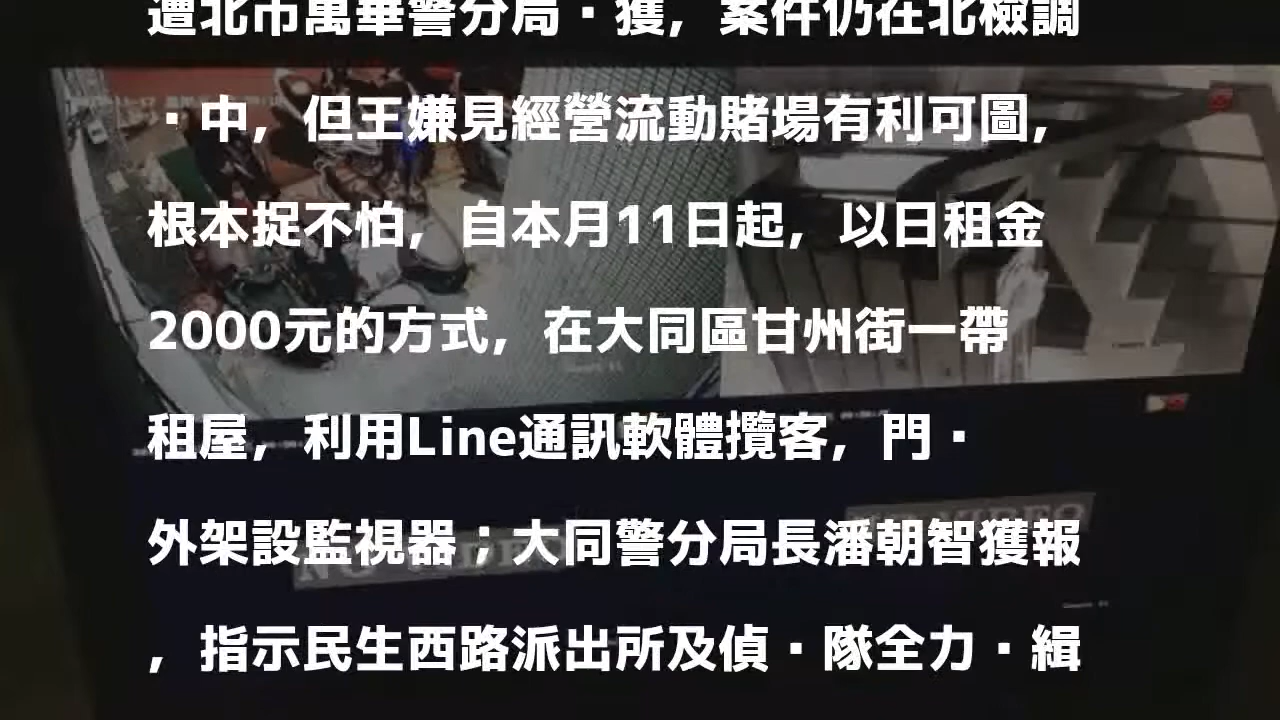 遭北市萬華警分局·獲，案件仍在北檢調
·中，但王嫌見經營流動賭場有利可圖，
根本捉不怕，自本月11日起，以日租金
2000元的方式，在大同區甘州街一帶
租屋，利用Line通訊軟體攬客，門·
外架設監視器；大同警分局長潘朝智獲報
，指示民生西路派出所及偵·隊全力·緝
NO VIDEO
NO VIDEO